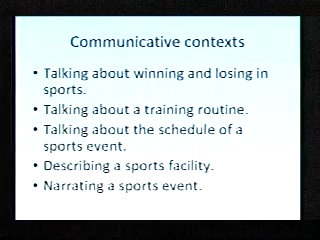 Communicative contexts
• Talking about winning and losing in
sports.
• Talking about a training routine.
• Talking about the schedule of a
sports event.
• Describing a sports facility.
• Narrating a sports event.